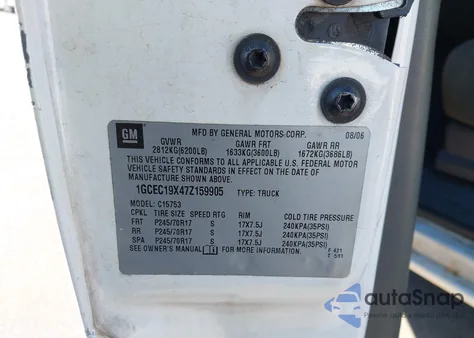 GM MFD BY GENERAL MOTORS CORP. 08/06
GVWR GAWR FRT GAWR RR
2812KG(6200LB) 1633KG(3600LB) 1672KG(3686LB)
THIS VEHICLE CONFORMS TO ALL APPLICABLE U.S. FEDERAL MOTOR
VEHICLE SAFETY STANDARDS IN EFFECT ON THE DATE OF
MANUFACTURE SHOWN ABOVE.
1GCEC19X47Z159905 TYPE: TRUCK
MODEL: C15753
CPKL TIRE SIZE SPEED RTG RIM COLD TIRE PRESSURE
FRT P245/70R17 S 17X7.5J 240KPA(35PSI)
RR P245/70R17 S 17X7.5J 240KPA(35PSI)
SPA P245/70R17 S 17X7.5J 240KPA(35PSI)
SEE OWNER'S MANUAL FOR MORE INFORMATION.
autoSnap